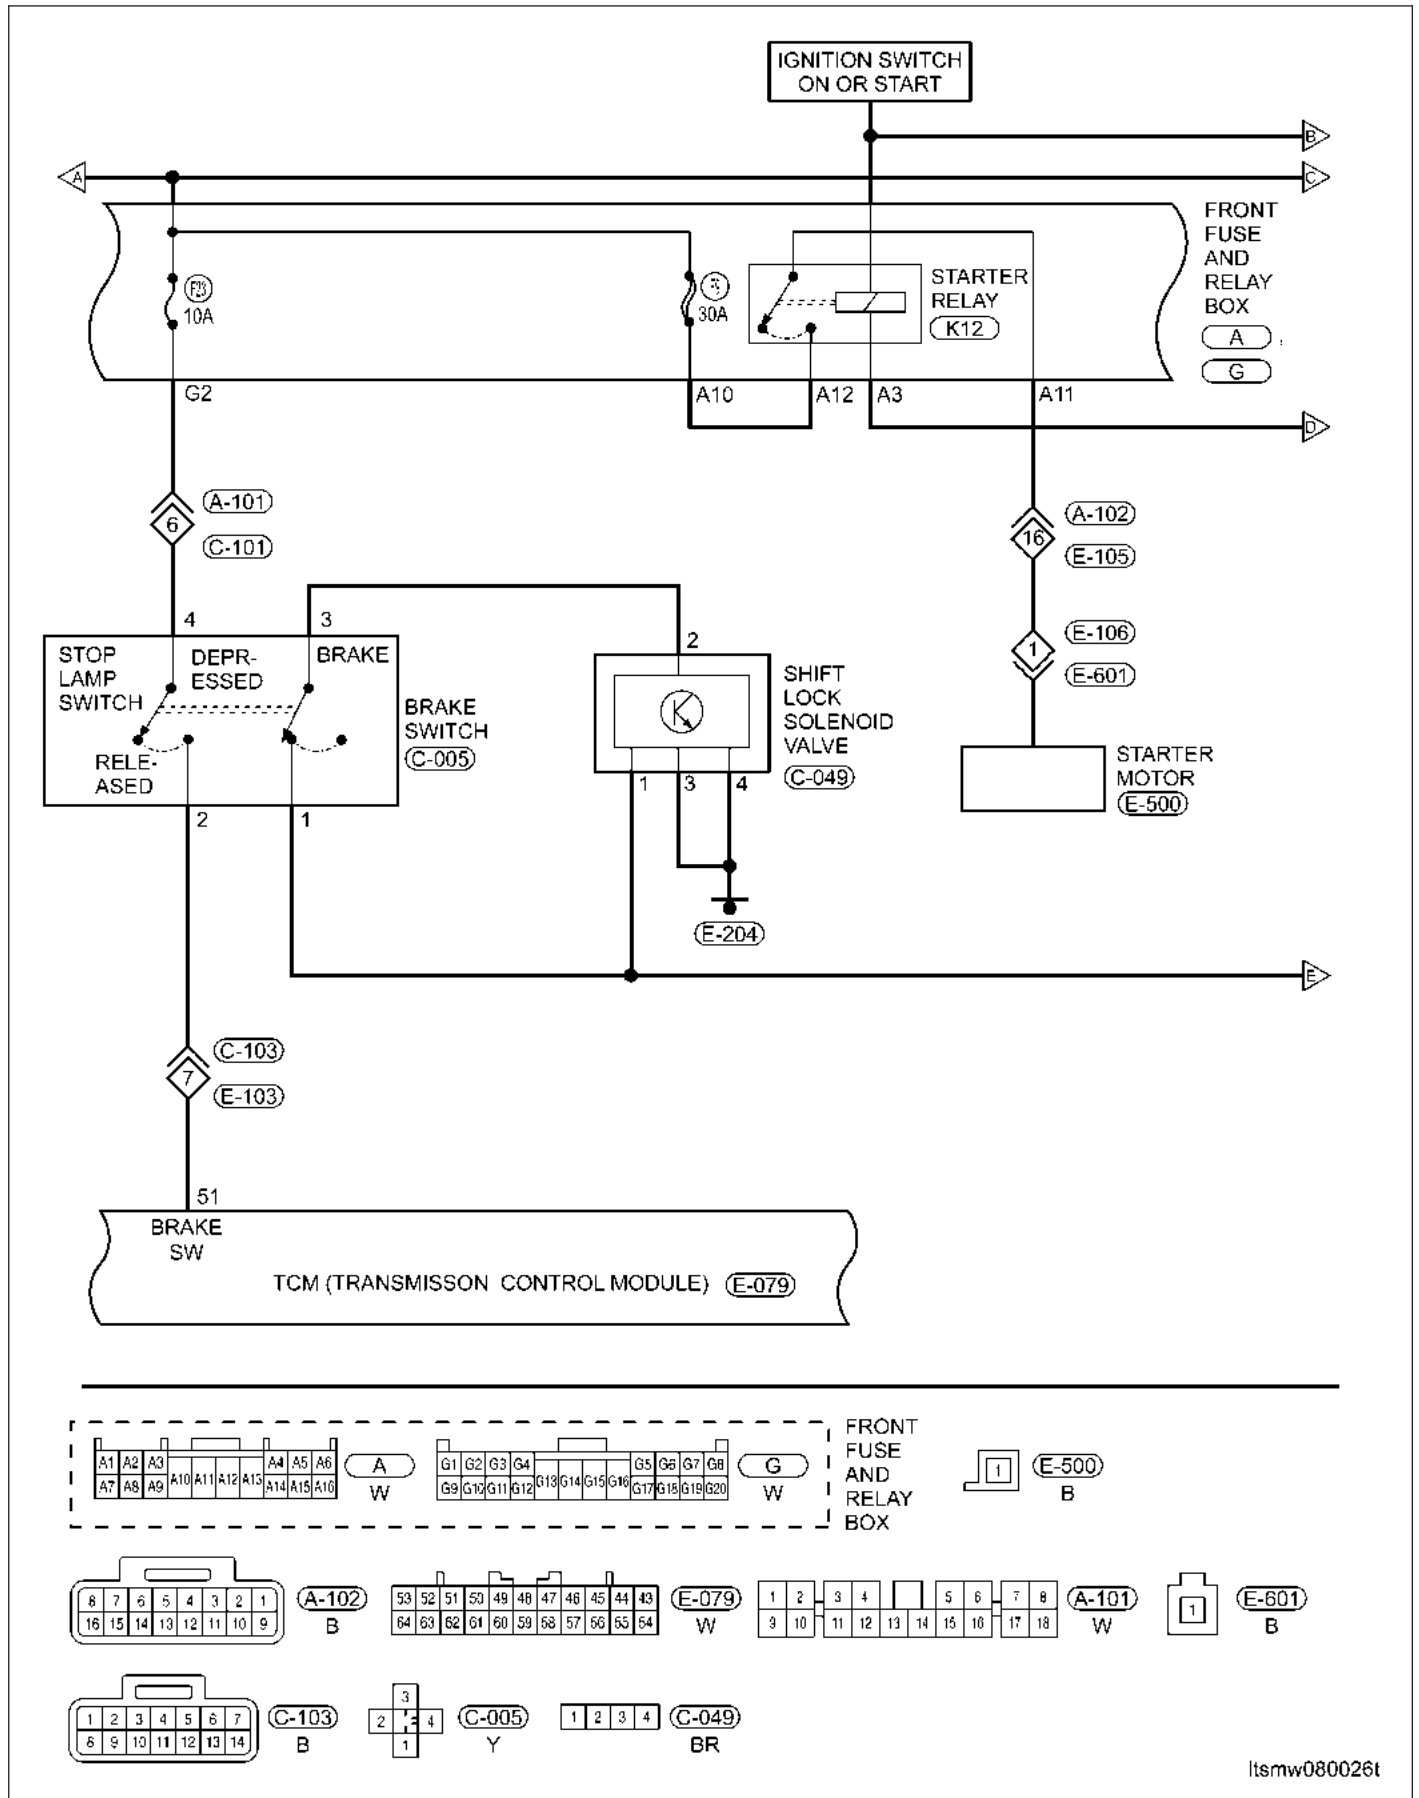 IGNITION SWITCH
ON OR START
B
A
C
FRONT
FUSE
AND
RELAY
BOX
A ,
G
F23
10A
30A
STARTER
RELAY
K12
G2
A10
A12
A3
A11
D
6
A-101
C-101
16
A-102
E-105
1
E-106
E-601
4
3
STOP
LAMP
SWITCH
DEPR-
ESSED
BRAKE
RELE-
ASED
BRAKE
SWITCH
C-005
2
1
2
SHIFT
LOCK
SOLENOID
VALVE
C-049
1
3
4
STARTER
MOTOR
E-500
E-204
E
7
C-103
E-103
51
BRAKE
SW
TCM (TRANSMISSON CONTROL MODULE)
E-079
A1 A2 A3 A4 A5 A6
A10 A11 A12 A13
A7 A8 A9 A14 A15 A16
A
W
G1 G2 G3 G4 G5 G6 G7 G8
G13 G14 G15 G16
G9 G10 G11 G12 G17 G18 G19 G20
G
W
FRONT
FUSE
AND
RELAY
BOX
1
E-500
B
8 7 6 5 4 3 2 1
16 15 14 13 12 11 10 9
A-102
B
53 52 51 50 49 48 47 46 45 44 43
64 63 62 61 60 59 58 57 56 55 54
E-079
W
1 2 3 4 5 6 7 8
9 10 11 12 13 14 15 16 17 18
A-101
W
1
E-601
B
1 2 3 4 5 6 7
8 9 10 11 12 13 14
C-103
B
3
2 4
1
C-005
Y
1 2 3 4
C-049
BR
ltsmw080026t